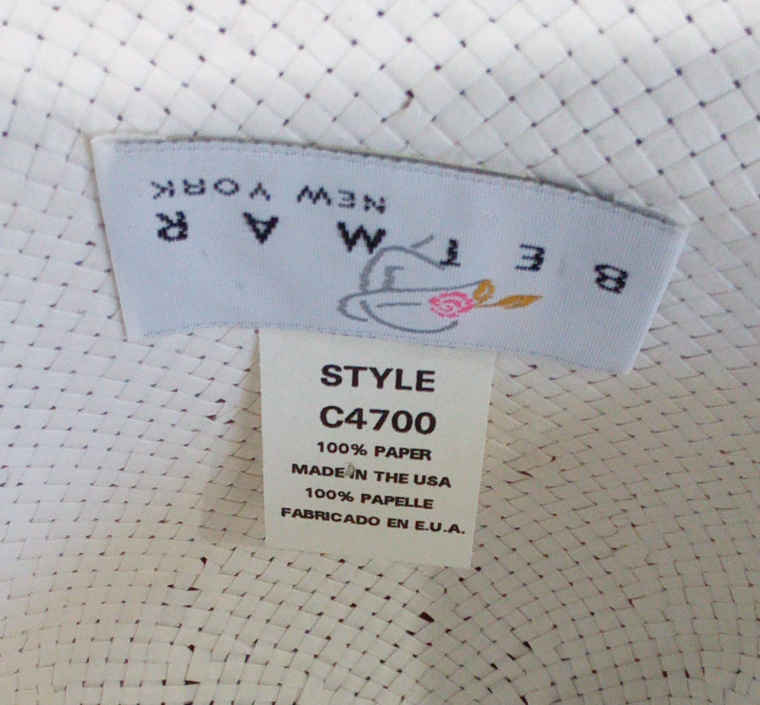 BETMAR
NEW YORK
STYLE
C4700
100% PAPER
MADE IN THE USA
100% PAPELLE
FABRICADO EN E.U.A.